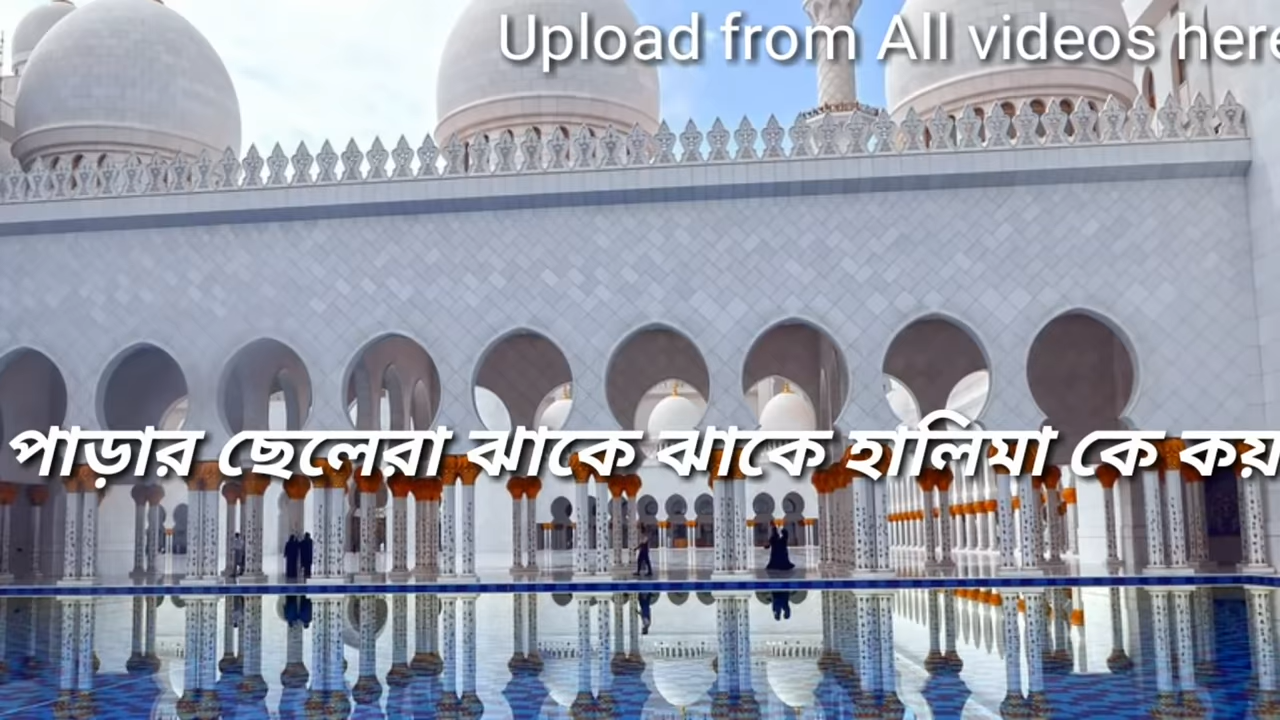 Upload from All videos here
পাড়ার ছেলেরা ঝাকে ঝাকে হালিমা কে কয়